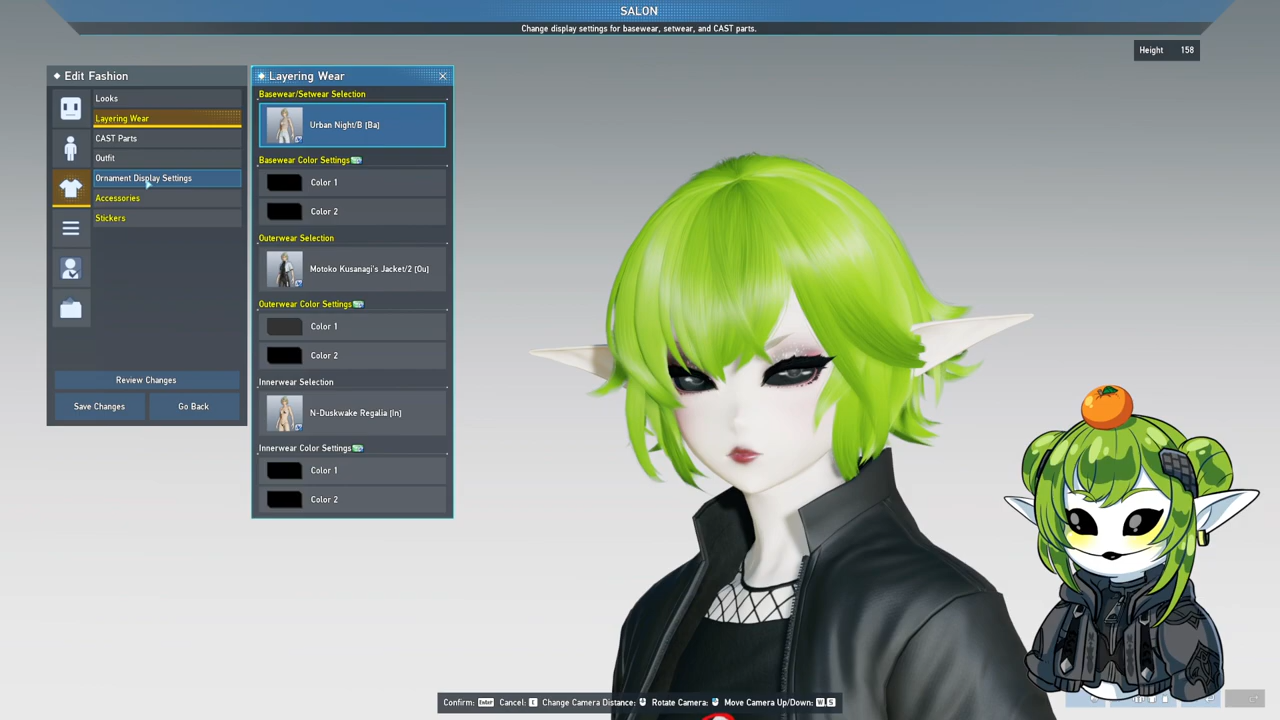 SALON
Change display settings for basewear, setwear, and CAST parts.
Height 158
Edit Fashion
Looks
Layering Wear
CAST Parts
Outfit
Ornament Display Settings
Accessories
Stickers
Review Changes
Save Changes
Go Back
Layering Wear
Basewear/Setwear Selection
Urban Night/B [Ba]
Basewear Color Settings
Color 1
Color 2
Outerwear Selection
Motoko Kusanagi's Jacket/2 [Ou]
Outerwear Color Settings
Color 1
Color 2
Innerwear Selection
N-Duskwake Regalia [In]
Innerwear Color Settings
Color 1
Color 2
Confirm: Enter Cancel: Change Camera Distance: Rotate Camera: Move Camera Up/Down: W S